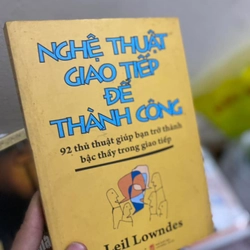 NGHỆ THUẬT
GIAO TIẾP
ĐỂ
THÀNH CÔNG
92 thủ thuật giúp bạn trở thành
bậc thầy trong giao tiếp
Leil Lowndes